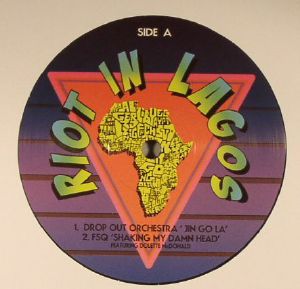 SIDE A
RIOT IN LAGOS
1. DROP OUT ORCHESTRA 'JIN GO LA'
2. FSQ 'SHAKING MY DAMN HEAD'
FEATURING DOLETTE McDONALD